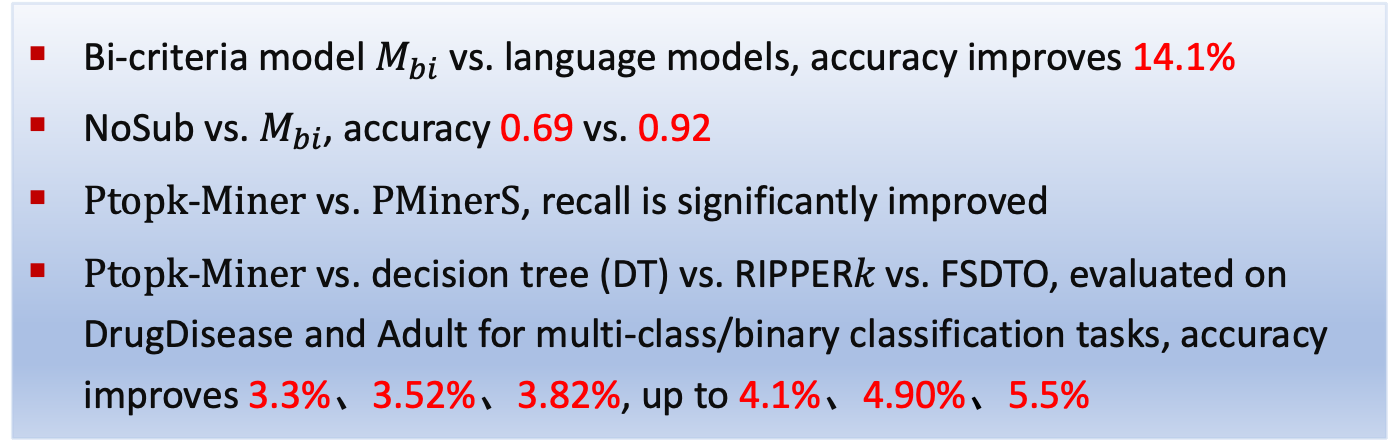 ▪ Bi-criteria model M_bi vs. language models, accuracy improves 14.1%
▪ NoSub vs. M_bi, accuracy 0.69 vs. 0.92
▪ Ptopk-Miner vs. PMinerS, recall is significantly improved
▪ Ptopk-Miner vs. decision tree (DT) vs. RIPPERk vs. FSDTO, evaluated on
DrugDisease and Adult for multi-class/binary classification tasks, accuracy
improves 3.3%、3.52%、3.82%, up to 4.1%、4.90%、5.5%